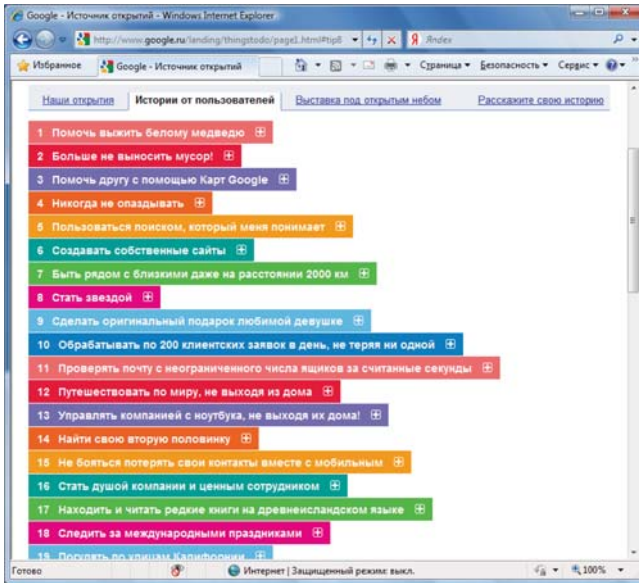 Google - Источник открытий - Windows Internet Explorer
http://www.google.ru/landing/thingstodo/page1.html#tip8 Яndex
Избранное Google - Источник открытий Страница Безопасность Сервис
Наши открытия Истории от пользователей Выставка под открытым небом Расскажите свою историю
1 Помочь выжить белому медведю
2 Больше не выносить мусор!
3 Помочь другу с помощью Карт Google
4 Никогда не опаздывать
5 Пользоваться поиском, который меня понимает
6 Создавать собственные сайты
7 Быть рядом с близкими даже на расстоянии 2000 км
8 Стать звездой
9 Сделать оригинальный подарок любимой девушке
10 Обрабатывать по 200 клиентских заявок в день, не теряя ни одной
11 Проверять почту с неограниченного числа ящиков за считанные секунды
12 Путешествовать по миру, не выходя из дома
13 Управлять компанией с ноутбука, не выходя их дома!
14 Найти свою вторую половинку
15 Не бояться потерять свои контакты вместе с мобильным
16 Стать душой компании и ценным сотрудником
17 Находить и читать редкие книги на древнеисландском языке
18 Следить за международными праздниками
19 Погулять по улицам Калифорнии
Готово Интернет | Защищенный режим: выкл. 100%